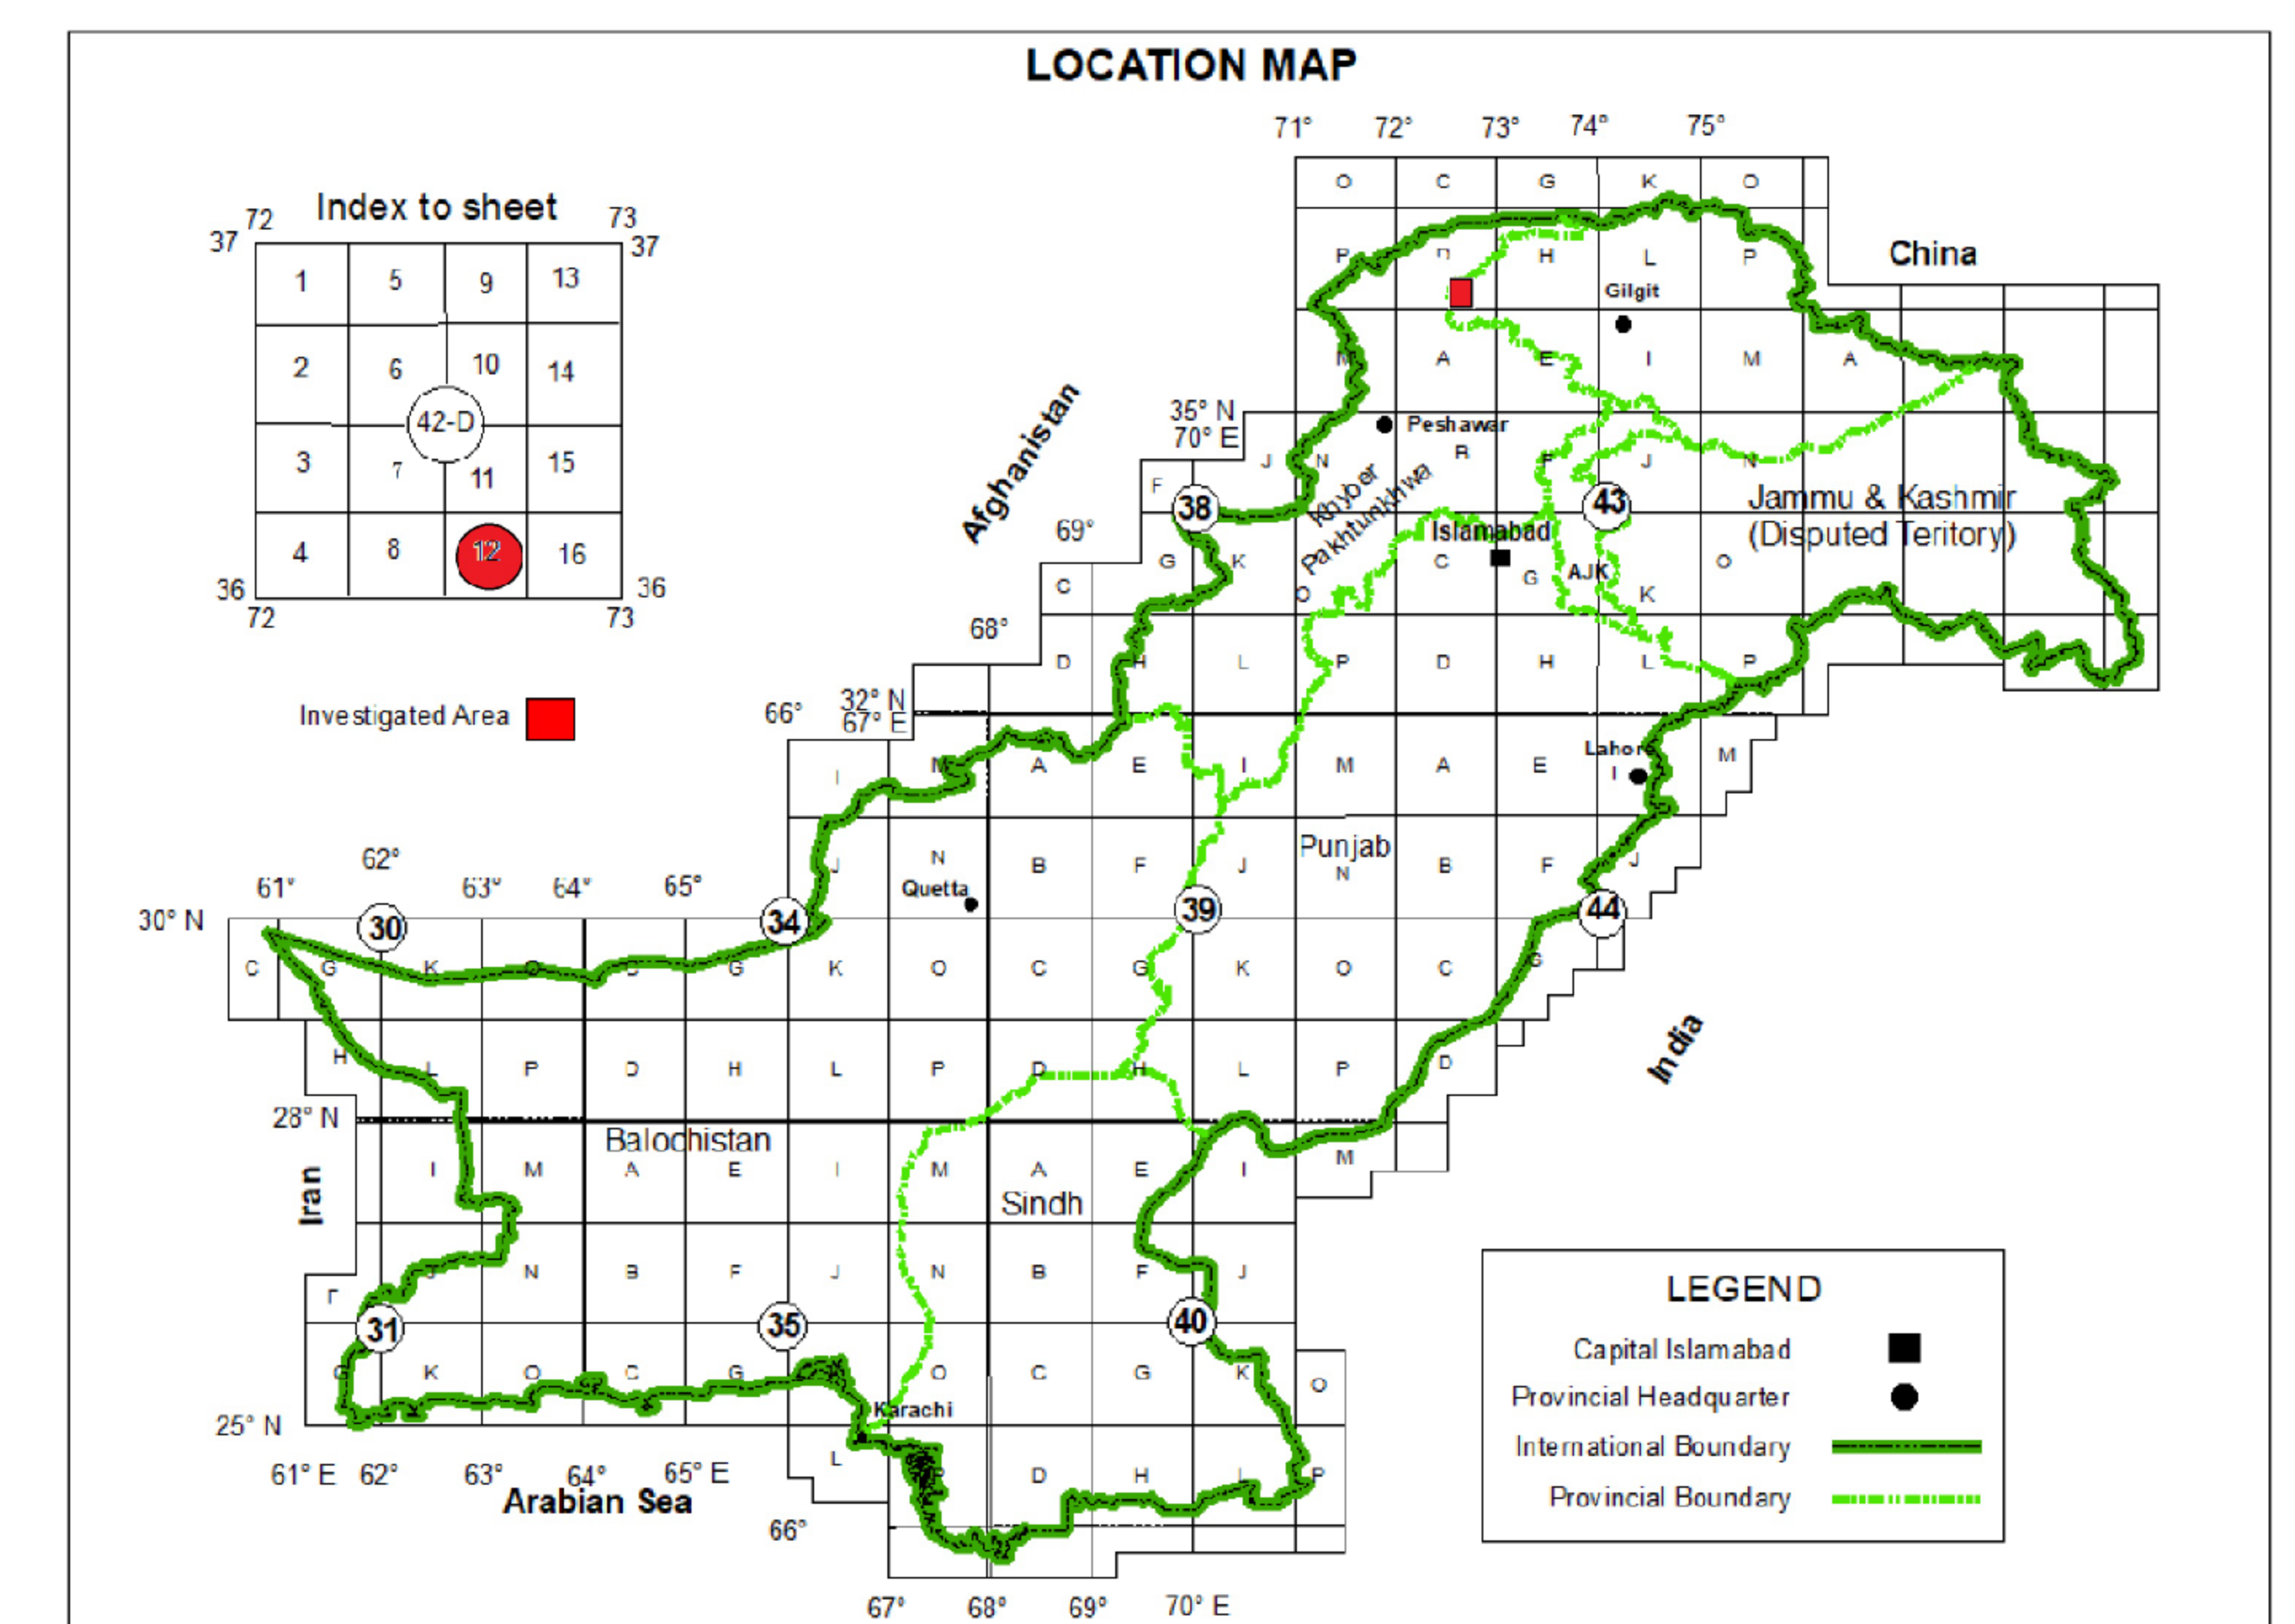 LOCATION MAP
71° 72° 73° 74° 75°
O C G K O
Index to sheet
72 73
37 37
1 5 9 13
2 6 10 14
42-D
3 7 11 15
4 8 12 16
36 36
72 73
China
P H L P
Gilgit
M A E I M A
Afghanistan
35° N
70° E
Peshawar
J N B F J N
F
38
43
Khyber
Pakhtunkhwa
Jammu & Kashmir
(Disputed Teritory)
Islamabad
69°
G K O C G AJK K O
C
68°
D H L P D H L P
Investigated Area
66°
32° N
67° E
Lahore
I M A E I M A E I M
62°
61° 63° 64° 65°
J N B F J N B F J
Punjab
Quetta
30° N
30
34
39
44
C G K O C G K O C G K O C G
India
H L P D H L P D H L P D
28° N
Balochistan
Iran
I M A E I M A E I M
Sindh
J N B F J N B F J
31
35
40
G K O C G O C G K O
Karachi
25° N
L P D H L P
61° E 62° 63° 64° 65° E
Arabian Sea
66°
67° 68° 69° 70° E
LEGEND
Capital Islamabad
Provincial Headquarter
International Boundary
Provincial Boundary